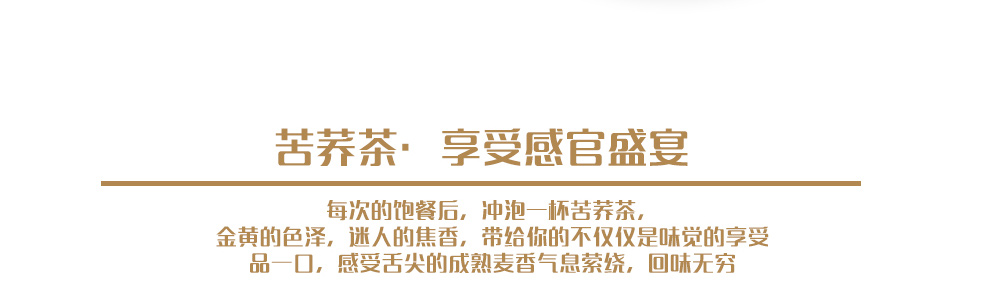 苦荞茶· 享受感官盛宴
每次的饱餐后，冲泡一杯苦荞茶，
金黄的色泽，迷人的焦香，带给你的不仅仅是味觉的享受
品一口，感受舌尖的成熟麦香气息萦绕，回味无穷